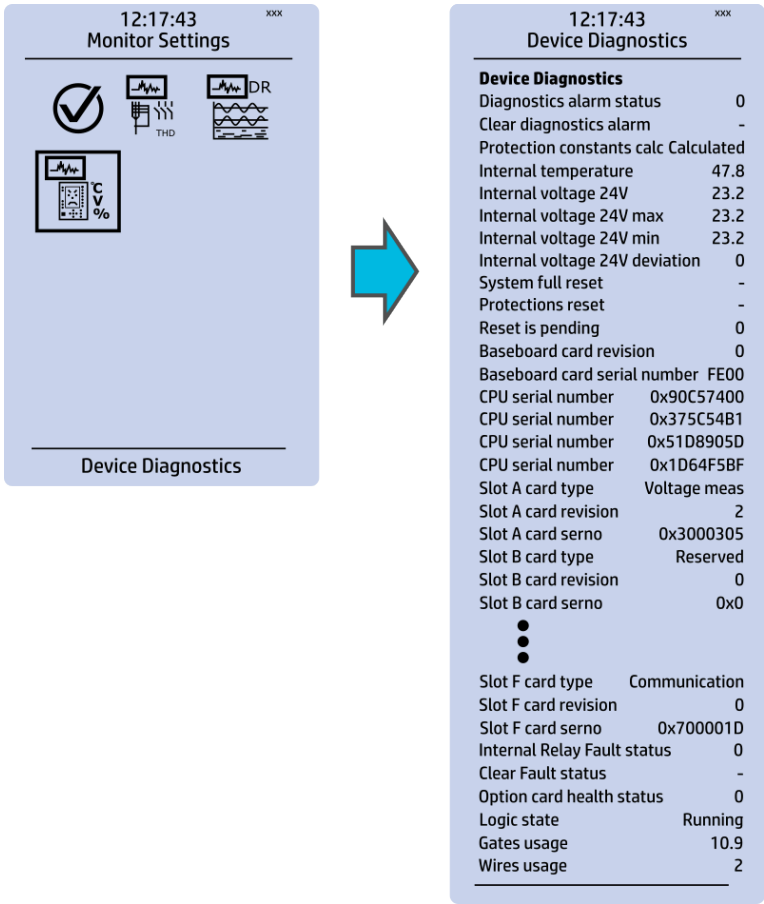 12:17:43 xxx
Monitor Settings
THD
DR
°C
V
%
Device Diagnostics
12:17:43 xxx
Device Diagnostics
Device Diagnostics
Diagnostics alarm status 0
Clear diagnostics alarm -
Protection constants calc Calculated
Internal temperature 47.8
Internal voltage 24V 23.2
Internal voltage 24V max 23.2
Internal voltage 24V min 23.2
Internal voltage 24V deviation 0
System full reset -
Protections reset -
Reset is pending 0
Baseboard card revision 0
Baseboard card serial number FE00
CPU serial number 0x90C57400
CPU serial number 0x375C54B1
CPU serial number 0x51D8905D
CPU serial number 0x1D64F5BF
Slot A card type Voltage meas
Slot A card revision 2
Slot A card serno 0x3000305
Slot B card type Reserved
Slot B card revision 0
Slot B card serno 0x0
Slot F card type Communication
Slot F card revision 0
Slot F card serno 0x700001D
Internal Relay Fault status 0
Clear Fault status -
Option card health status 0
Logic state Running
Gates usage 10.9
Wires usage 2